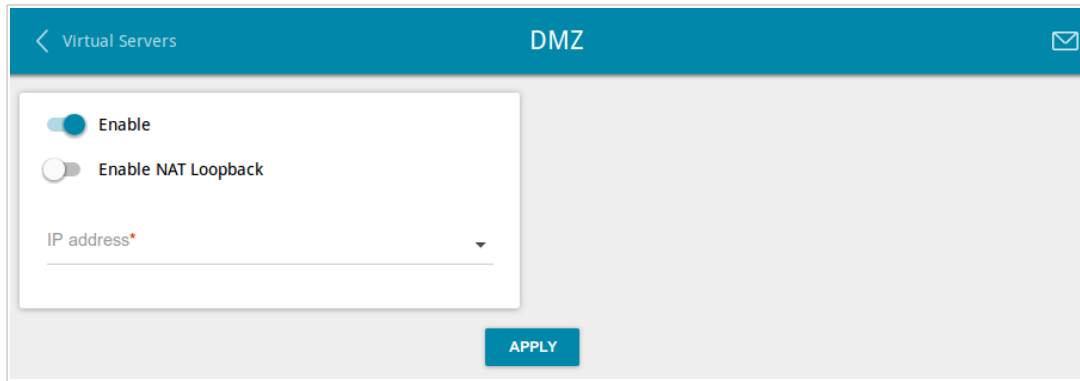 Virtual Servers
DMZ
Enable
Enable NAT Loopback
IP address*
APPLY